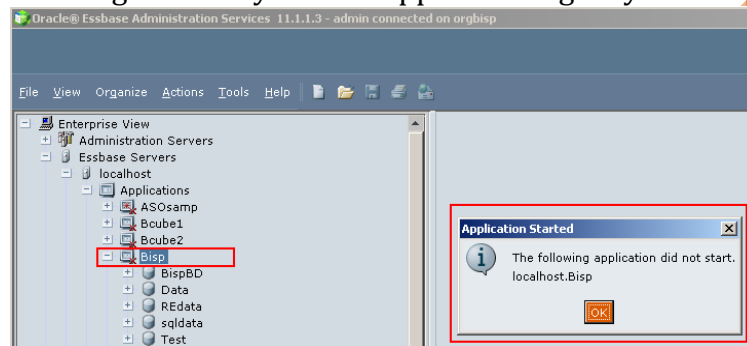 Oracle® Essbase Administration Services 11.1.1.3 - admin connected on orgbisp
File View Organize Actions Tools Help
Enterprise View
Administration Servers
Essbase Servers
localhost
Applications
ASOsamp
Bcube1
Bcube2
Bisp
BispBD
Data
REdata
sqldata
Test
Application Started
The following application did not start.
localhost.Bisp
OK